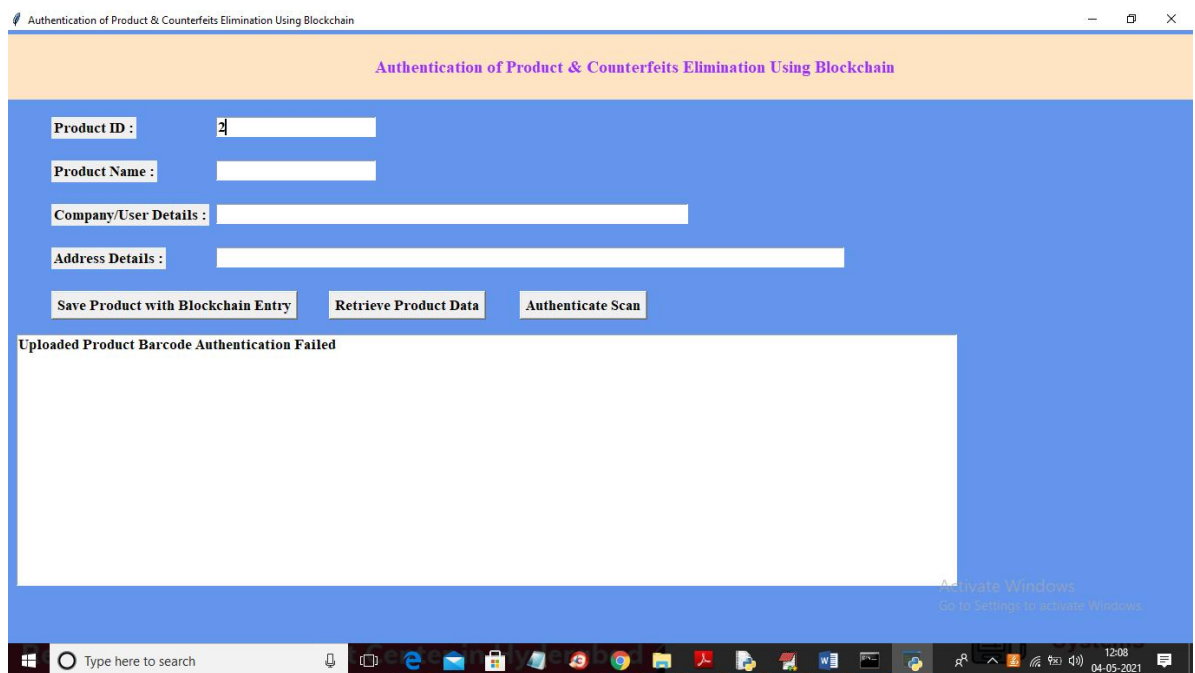 Authentication of Product & Counterfeits Elimination Using Blockchain
Authentication of Product & Counterfeits Elimination Using Blockchain
Product ID : 2
Product Name :
Company/User Details :
Address Details :
Save Product with Blockchain Entry Retrieve Product Data Authenticate Scan
Uploaded Product Barcode Authentication Failed
Activate Windows
Go to Settings to activate Windows.
Type here to search
12:08
04-05-2021